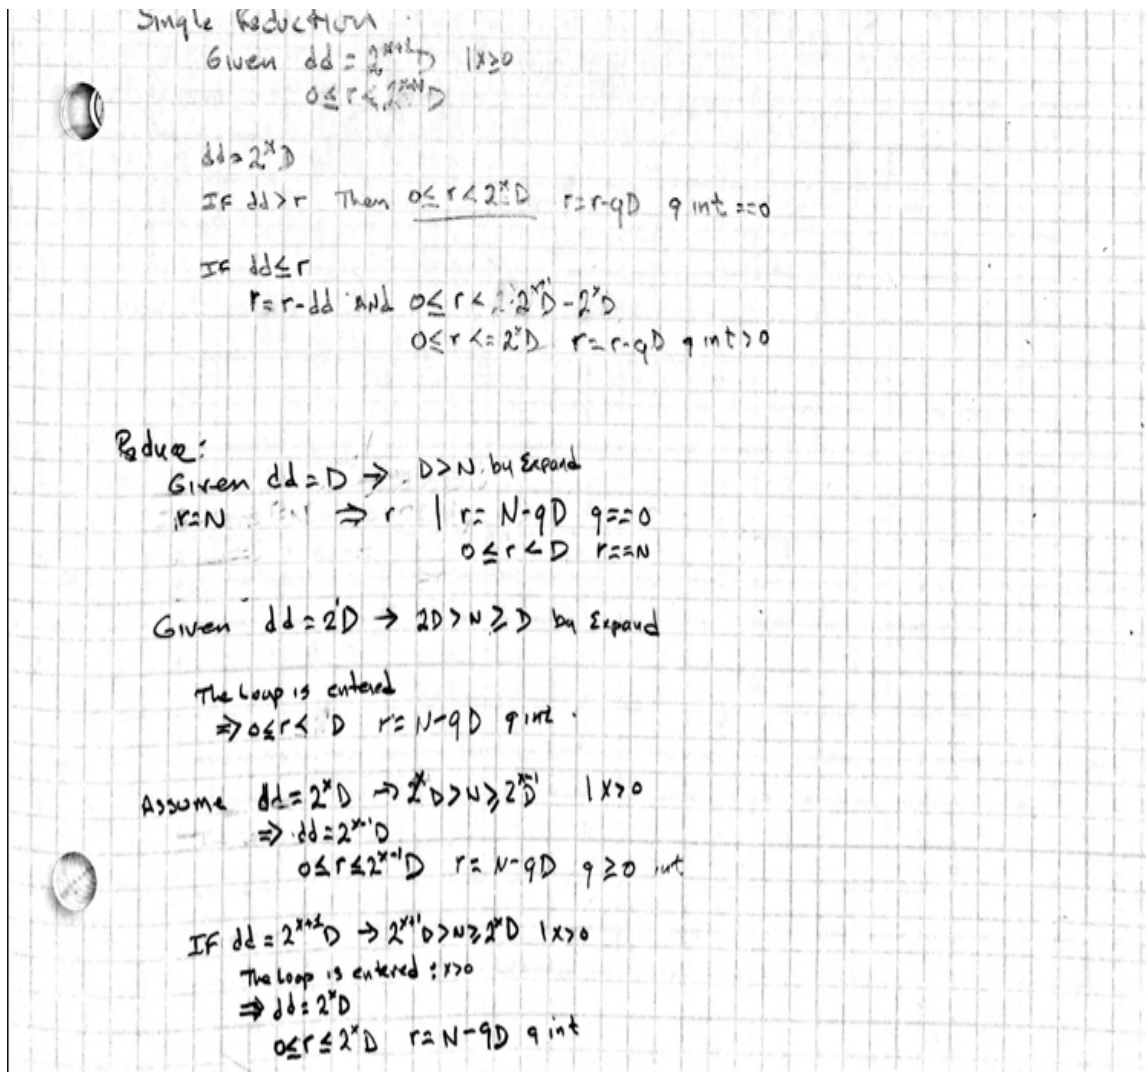 Single Reduction
Given dd = 2^{x+1}D |x≥0
0≤ r < D
dd = 2^x D
IF dd > r Then 0≤ r < 2^x D r=r-qD q int ==0
IF dd ≤ r
r = r-dd AND 0≤ r < 2·2^x D - 2^x D
0≤ r <= 2^x D r=r-qD q int>0
Reduce:
Given dd = D → D>N by Expand
r=N ⇒ r | r= N-qD q==0
0≤r<D r==N
Given dd = 2^1 D → 2D>N≥D by Expand
The Loop is entered
⇒ 0≤r< D r= N-qD q int
Assume dd = 2^x D → 2^x D>N≥2^{x-1}D |x>0
⇒ dd = 2^{x-1}D
0≤r≤2^{x-1}D r= N-qD q≥0 int
IF dd = 2^{x+1}D → 2^{x+1}D>N≥2^x D |x>0
The loop is entered : x>0
⇒ dd = 2^x D
0≤r≤2^x D r= N-qD q int